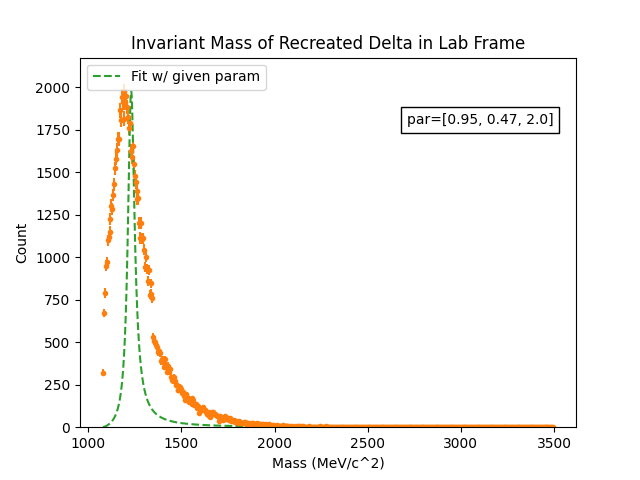 Invariant Mass of Recreated Delta in Lab Frame
Fit w/ given param
par=[0.95, 0.47, 2.0]
Count
2000
1750
1500
1250
1000
750
500
250
0
1000 1500 2000 2500 3000 3500
Mass (MeV/c^2)